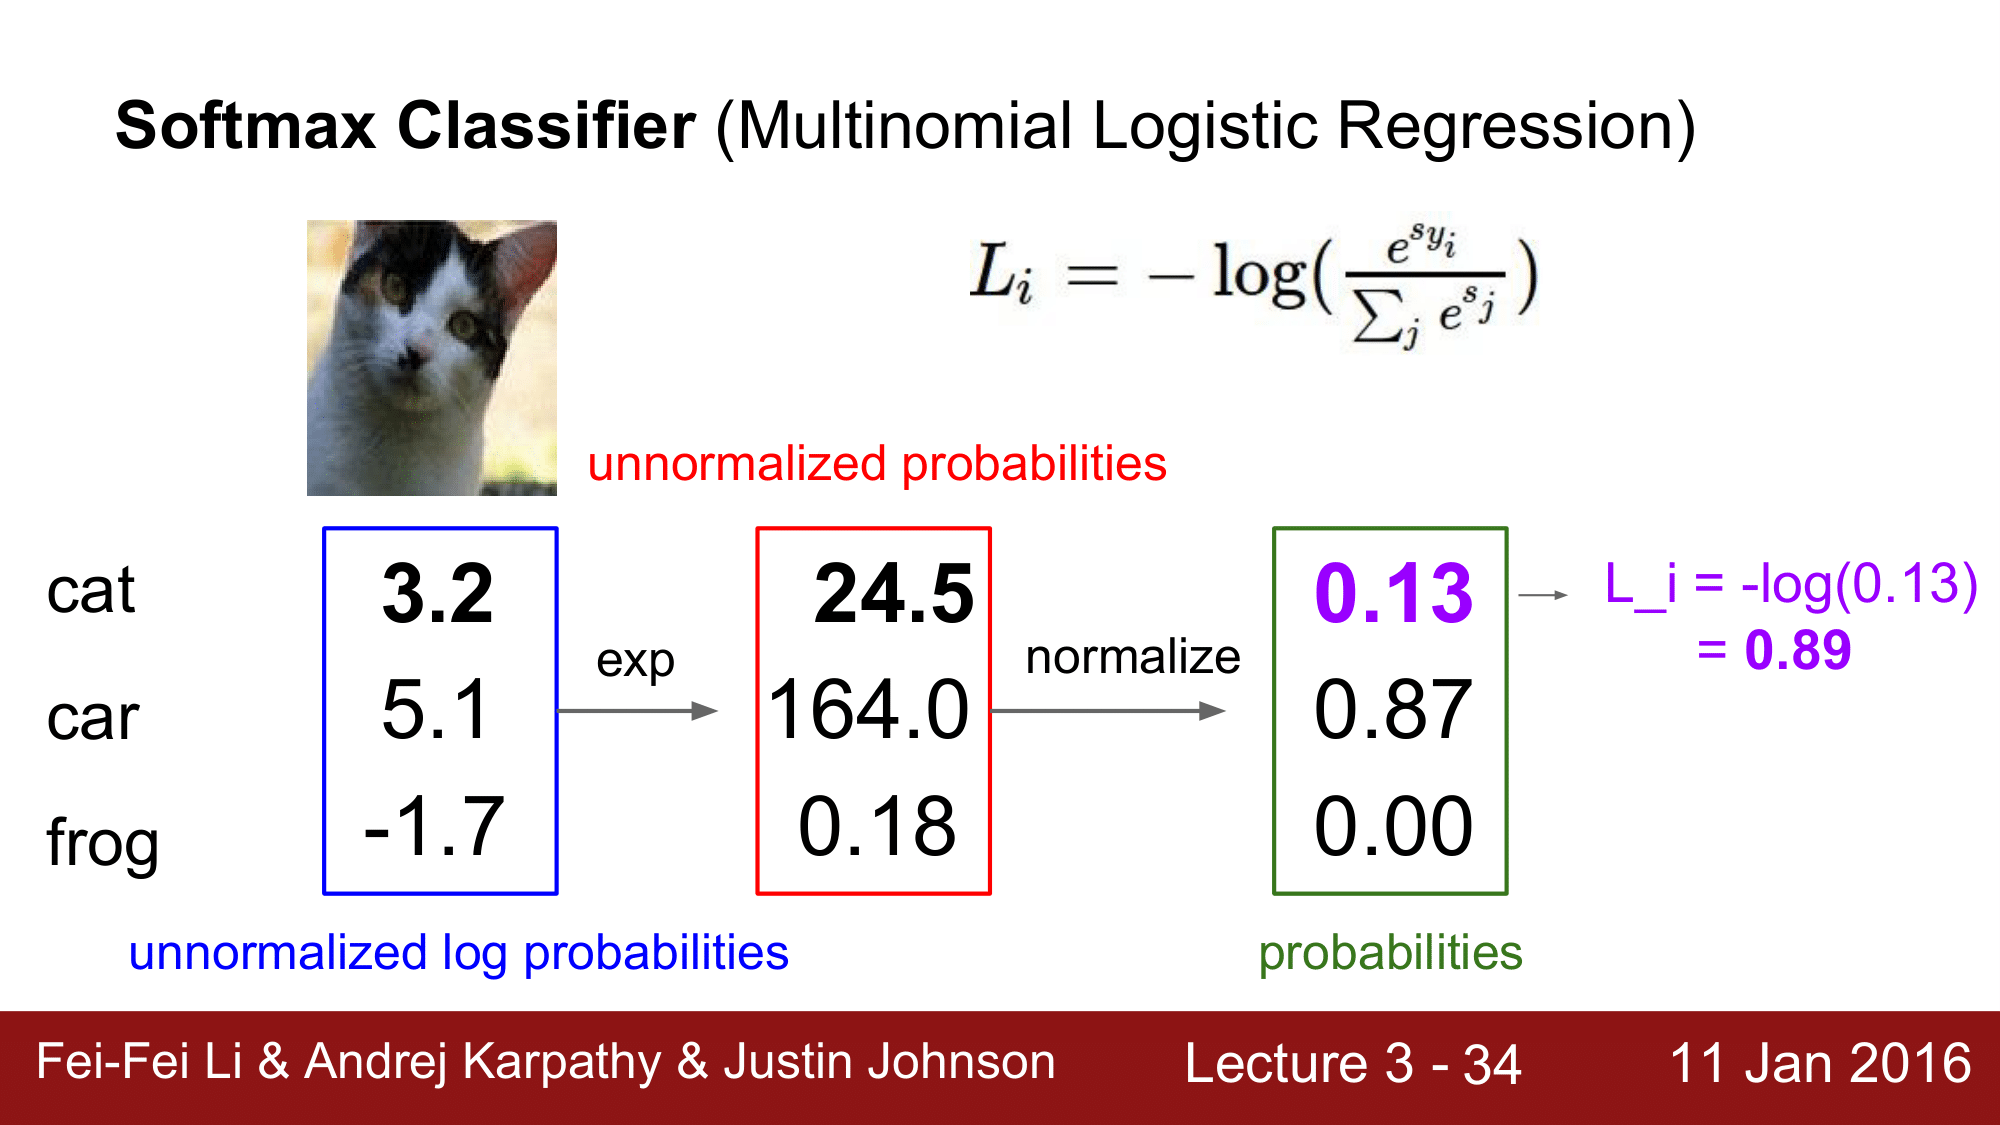 Softmax Classifier (Multinomial Logistic Regression)
L_i = − log( e^{s_{y_i}} / ∑_j e^{s_j} )
unnormalized probabilities
cat 3.2 24.5 0.13 L_i = -log(0.13)
= 0.89
exp normalize
car 5.1 164.0 0.87
frog -1.7 0.18 0.00
unnormalized log probabilities probabilities
Fei-Fei Li & Andrej Karpathy & Justin Johnson Lecture 3 - 34 11 Jan 2016